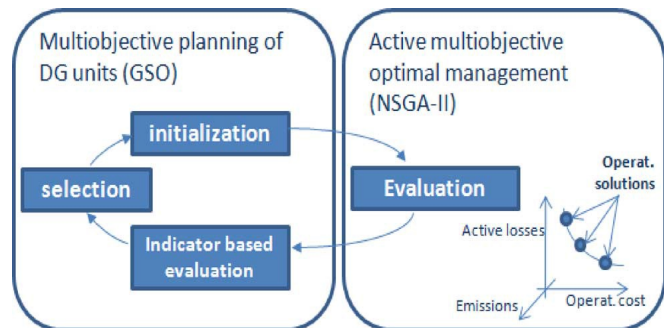 Multiobjective planning of
DG units (GSO)
initialization
selection
Indicator based
evaluation
Active multiobjective
optimal management
(NSGA-II)
Evaluation
Operat.
solutions
Active losses
Emissions
Operat. cost